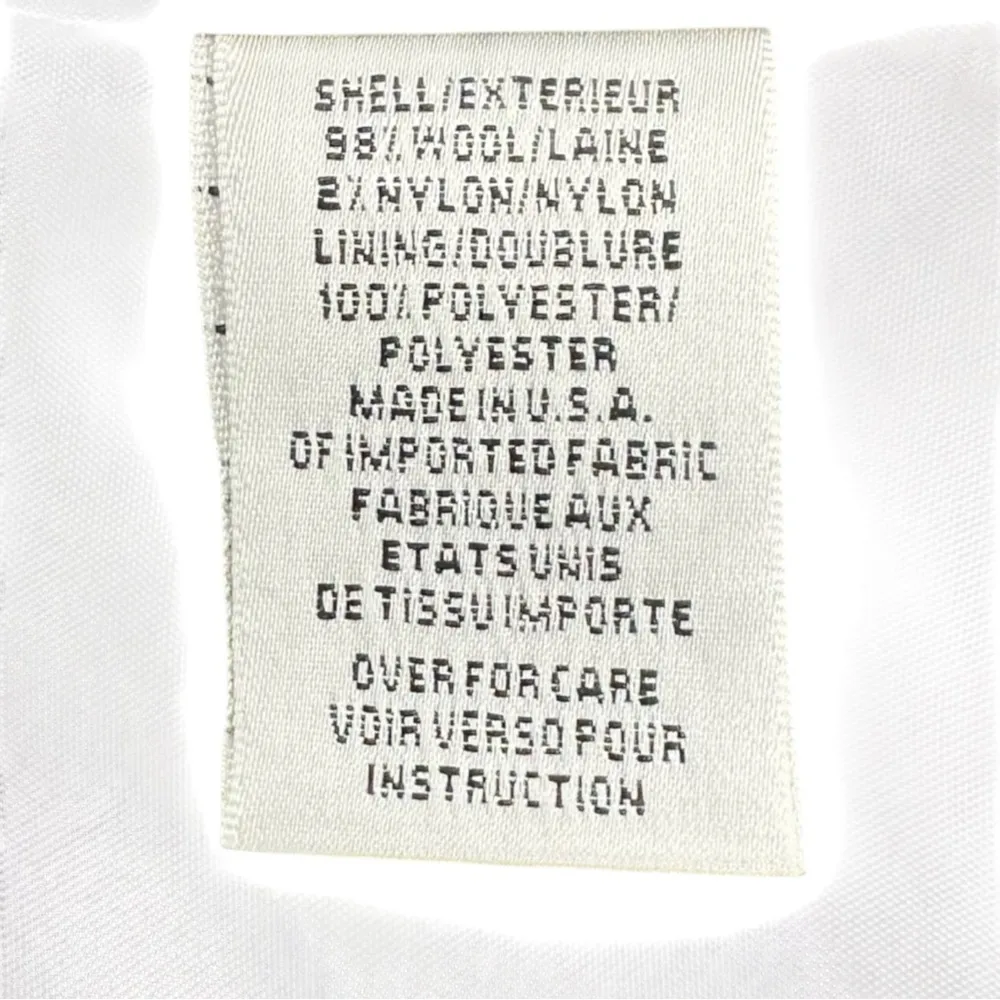 SHELL/EXTERIEUR
98% WOOL/LAINE
2% NYLON/NYLON
LINING/DOUBLURE
100% POLYESTER/
POLYESTER
MADE IN U.S.A.
OF IMPORTED FABRIC
FABRIQUE AUX
ETATS UNIS
DE TISSU IMPORTE
OVER FOR CARE
VOIR VERSO POUR
INSTRUCTION